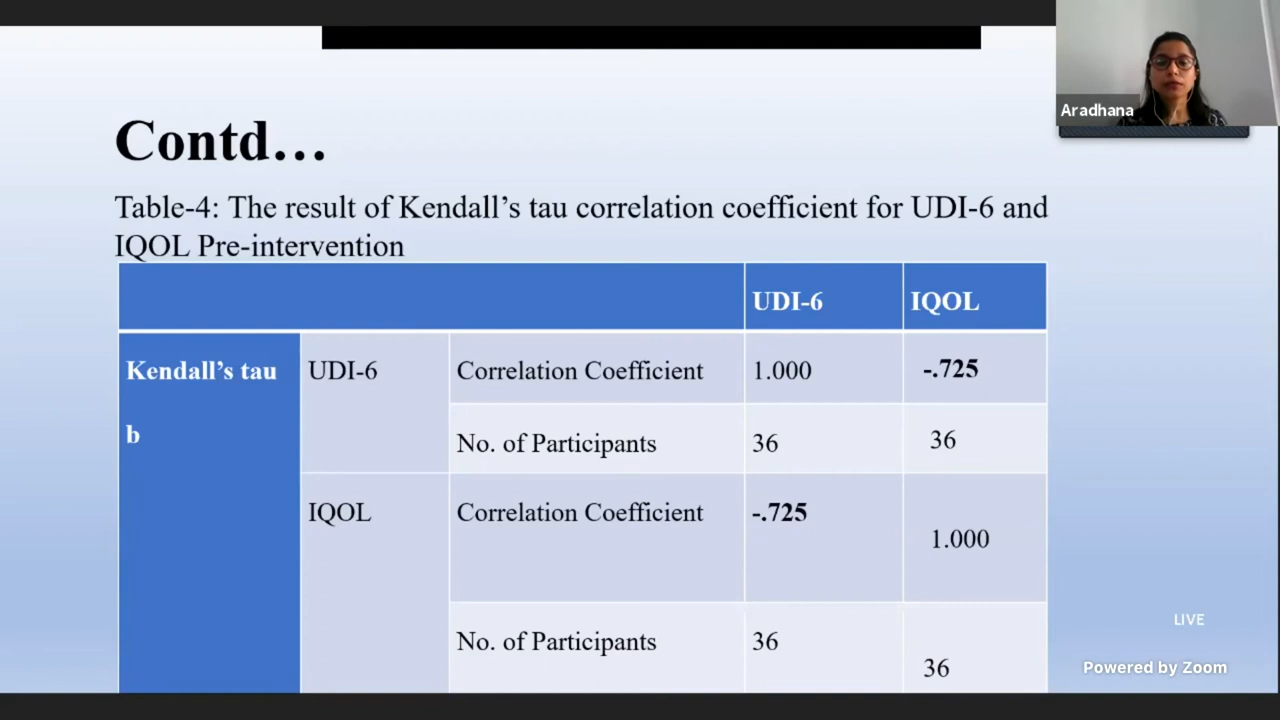 Aradhana
Contd…
Table-4: The result of Kendall’s tau correlation coefficient for UDI-6 and
IQOL Pre-intervention
UDI-6 IQOL
Kendall’s tau
b
UDI-6 Correlation Coefficient 1.000 -.725
No. of Participants 36 36
IQOL Correlation Coefficient -.725 1.000
No. of Participants 36 36
LIVE
Powered by Zoom